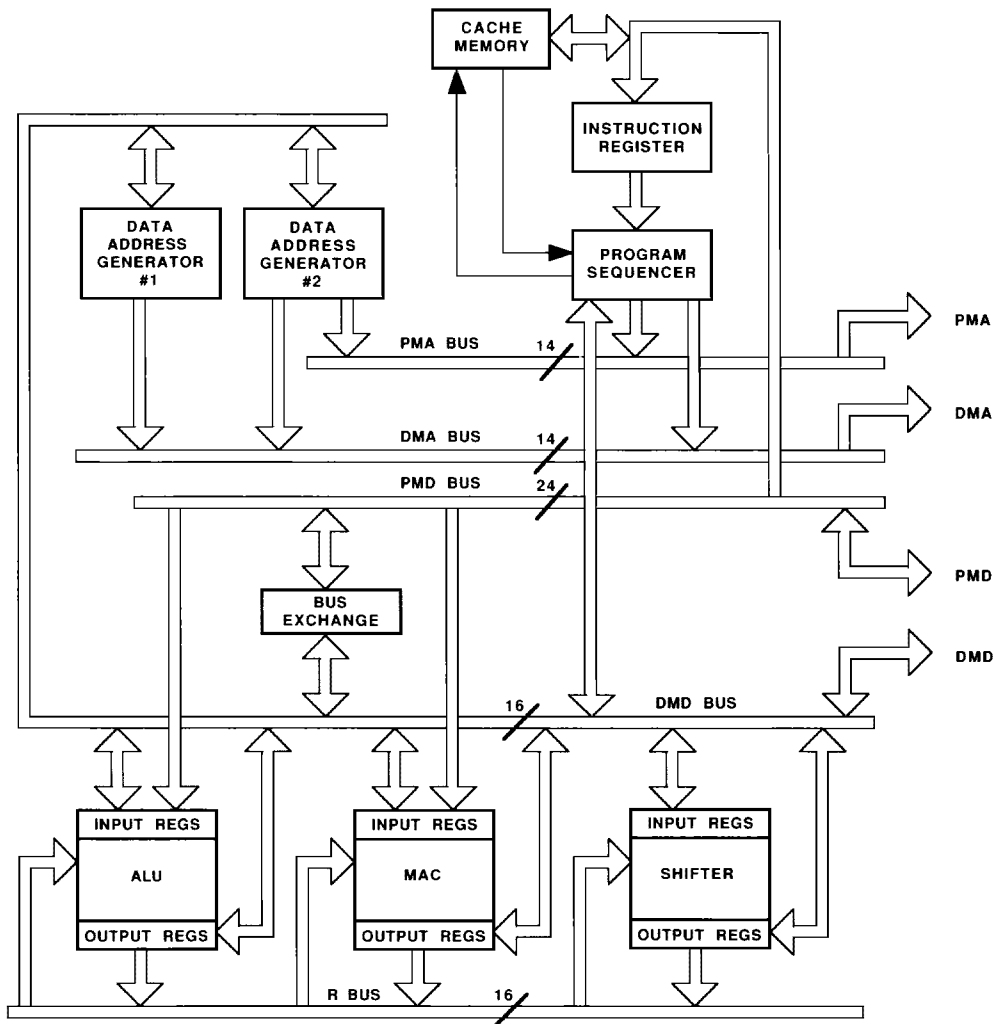 CACHE
MEMORY
INSTRUCTION
REGISTER
DATA
ADDRESS
GENERATOR
#1
DATA
ADDRESS
GENERATOR
#2
PROGRAM
SEQUENCER
PMA BUS
14
PMA
DMA BUS
14
DMA
PMD BUS
24
PMD
BUS
EXCHANGE
DMD
16
DMD BUS
INPUT REGS
ALU
OUTPUT REGS
INPUT REGS
MAC
OUTPUT REGS
INPUT REGS
SHIFTER
OUTPUT REGS
R BUS
16